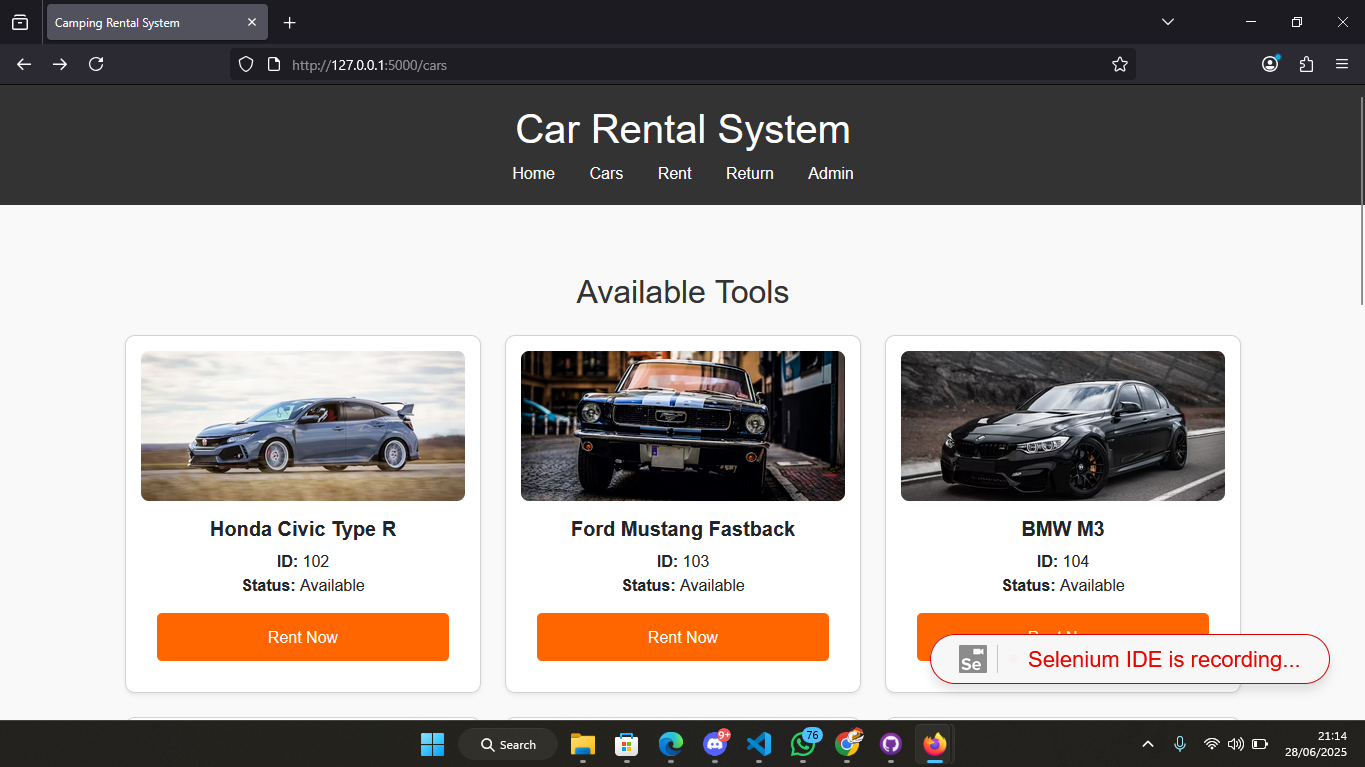 Camping Rental System
http://127.0.0.1:5000/cars
Car Rental System
Home Cars Rent Return Admin
Available Tools
Honda Civic Type R
ID: 102
Status: Available
Rent Now
Ford Mustang Fastback
ID: 103
Status: Available
Rent Now
BMW M3
ID: 104
Status: Available
Se
Selenium IDE is recording...
Search
9+
76
21:14
28/06/2025